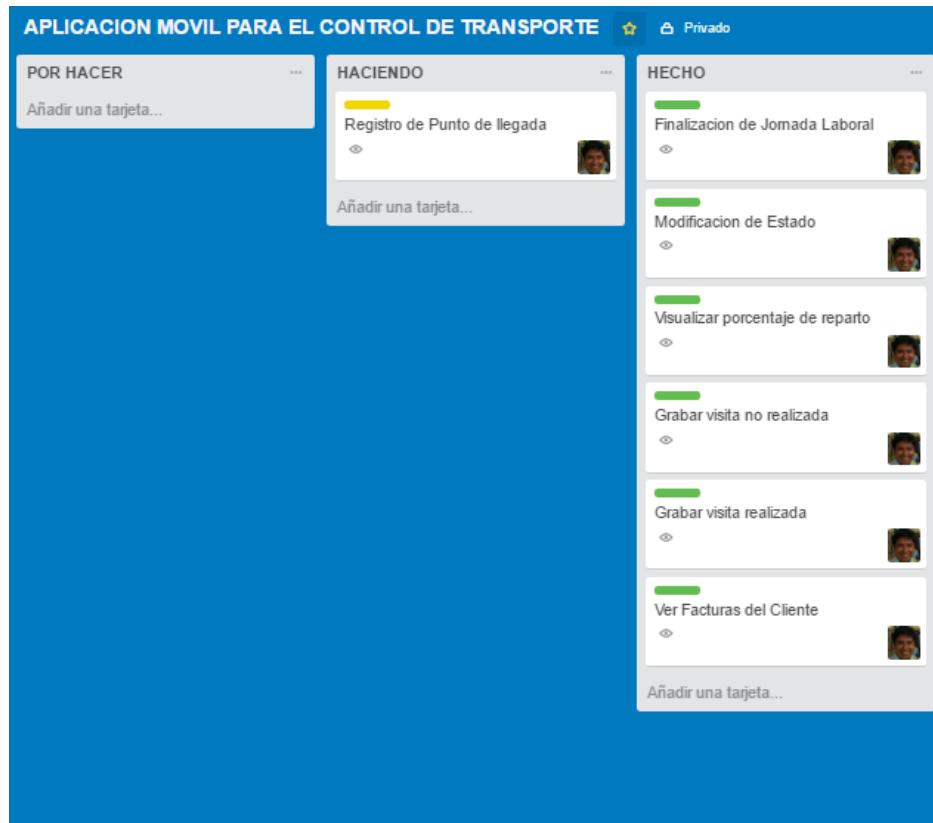 APLICACION MOVIL PARA EL CONTROL DE TRANSPORTE Privado
POR HACER
Añadir una tarjeta...
HACIENDO
Registro de Punto de llegada
Añadir una tarjeta...
HECHO
Finalizacion de Jornada Laboral
Modificacion de Estado
Visualizar porcentaje de reparto
Grabar visita no realizada
Grabar visita realizada
Ver Facturas del Cliente
Añadir una tarjeta...